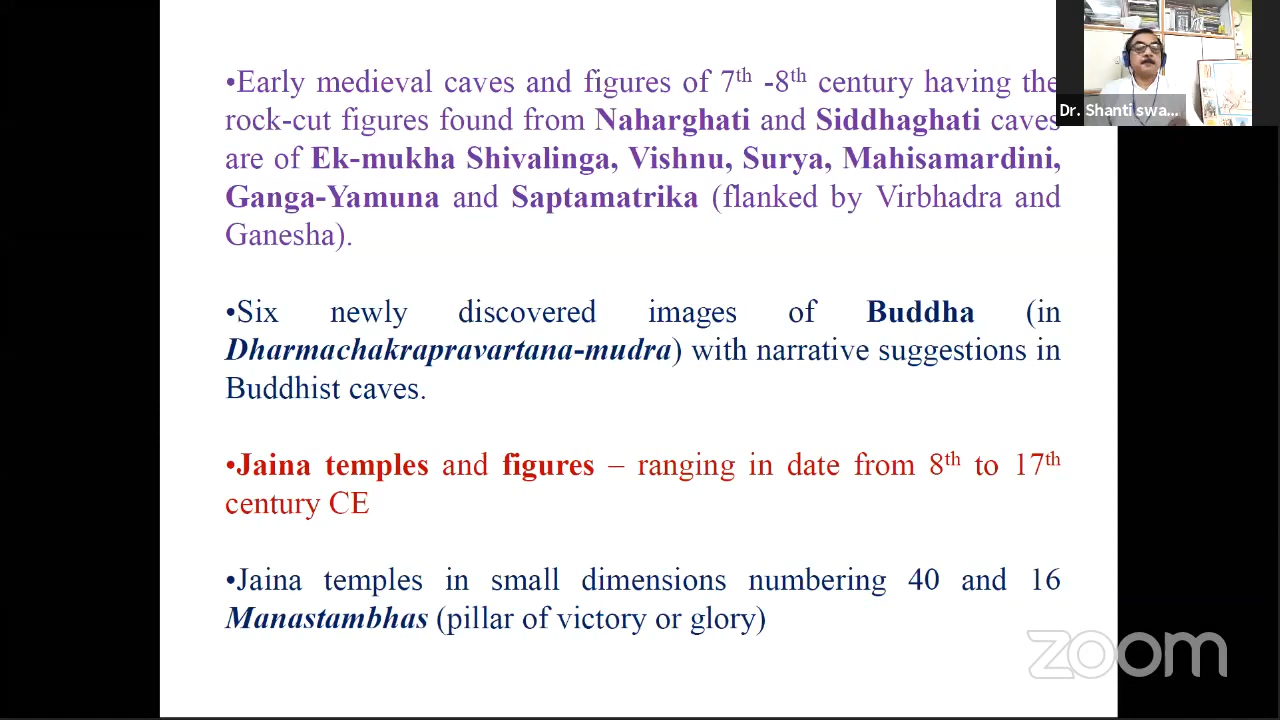 •Early medieval caves and figures of 7th -8th century having the
rock-cut figures found from Naharghati and Siddhaghati caves
are of Ek-mukha Shivalinga, Vishnu, Surya, Mahisamardini,
Ganga-Yamuna and Saptamatrika (flanked by Virbhadra and
Ganesha).
•Six newly discovered images of Buddha (in
Dharmachakrapravartana-mudra) with narrative suggestions in
Buddhist caves.
•Jaina temples and figures – ranging in date from 8th to 17th
century CE
•Jaina temples in small dimensions numbering 40 and 16
Manastambhas (pillar of victory or glory)
Dr. Shanti swa...
zoom